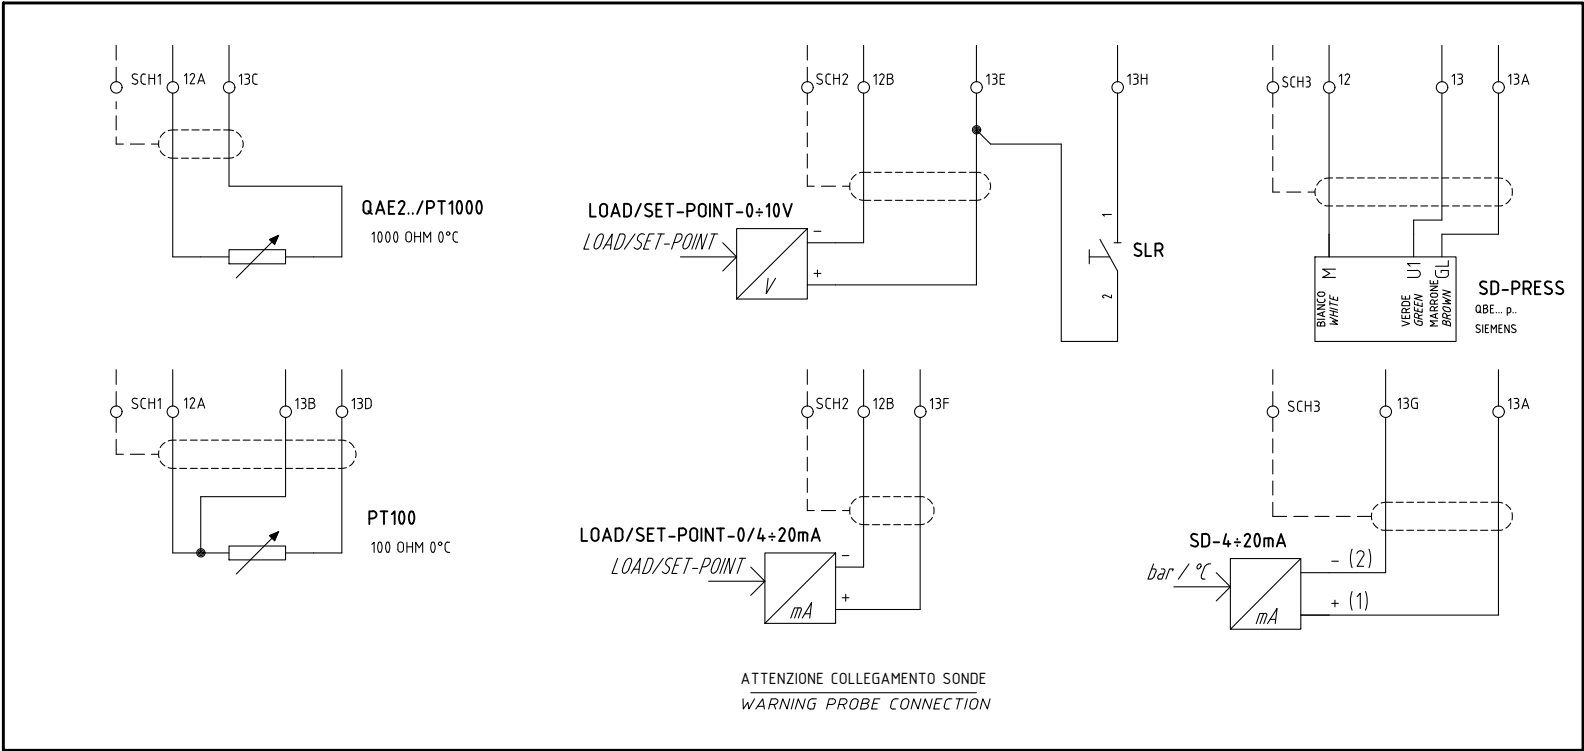 SCH1 12A 13C
QAE2../PT1000
1000 OHM 0°C
SCH2 12B 13E 13H
LOAD/SET-POINT-0÷10V
LOAD/SET-POINT
-
+
V
1
2
SLR
SCH3 12 13 13A
M U1 GL
BIANCO
WHITE
VERDE
GREEN
MARRONE
BROWN
SD-PRESS
QBE... p..
SIEMENS
SCH1 12A 13B 13D
PT100
100 OHM 0°C
SCH2 12B 13F
LOAD/SET-POINT-0/4÷20mA
LOAD/SET-POINT
-
+
mA
SCH3 13G 13A
SD-4÷20mA
bar / °C
- (2)
+ (1)
mA
ATTENZIONE COLLEGAMENTO SONDE
WARNING PROBE CONNECTION